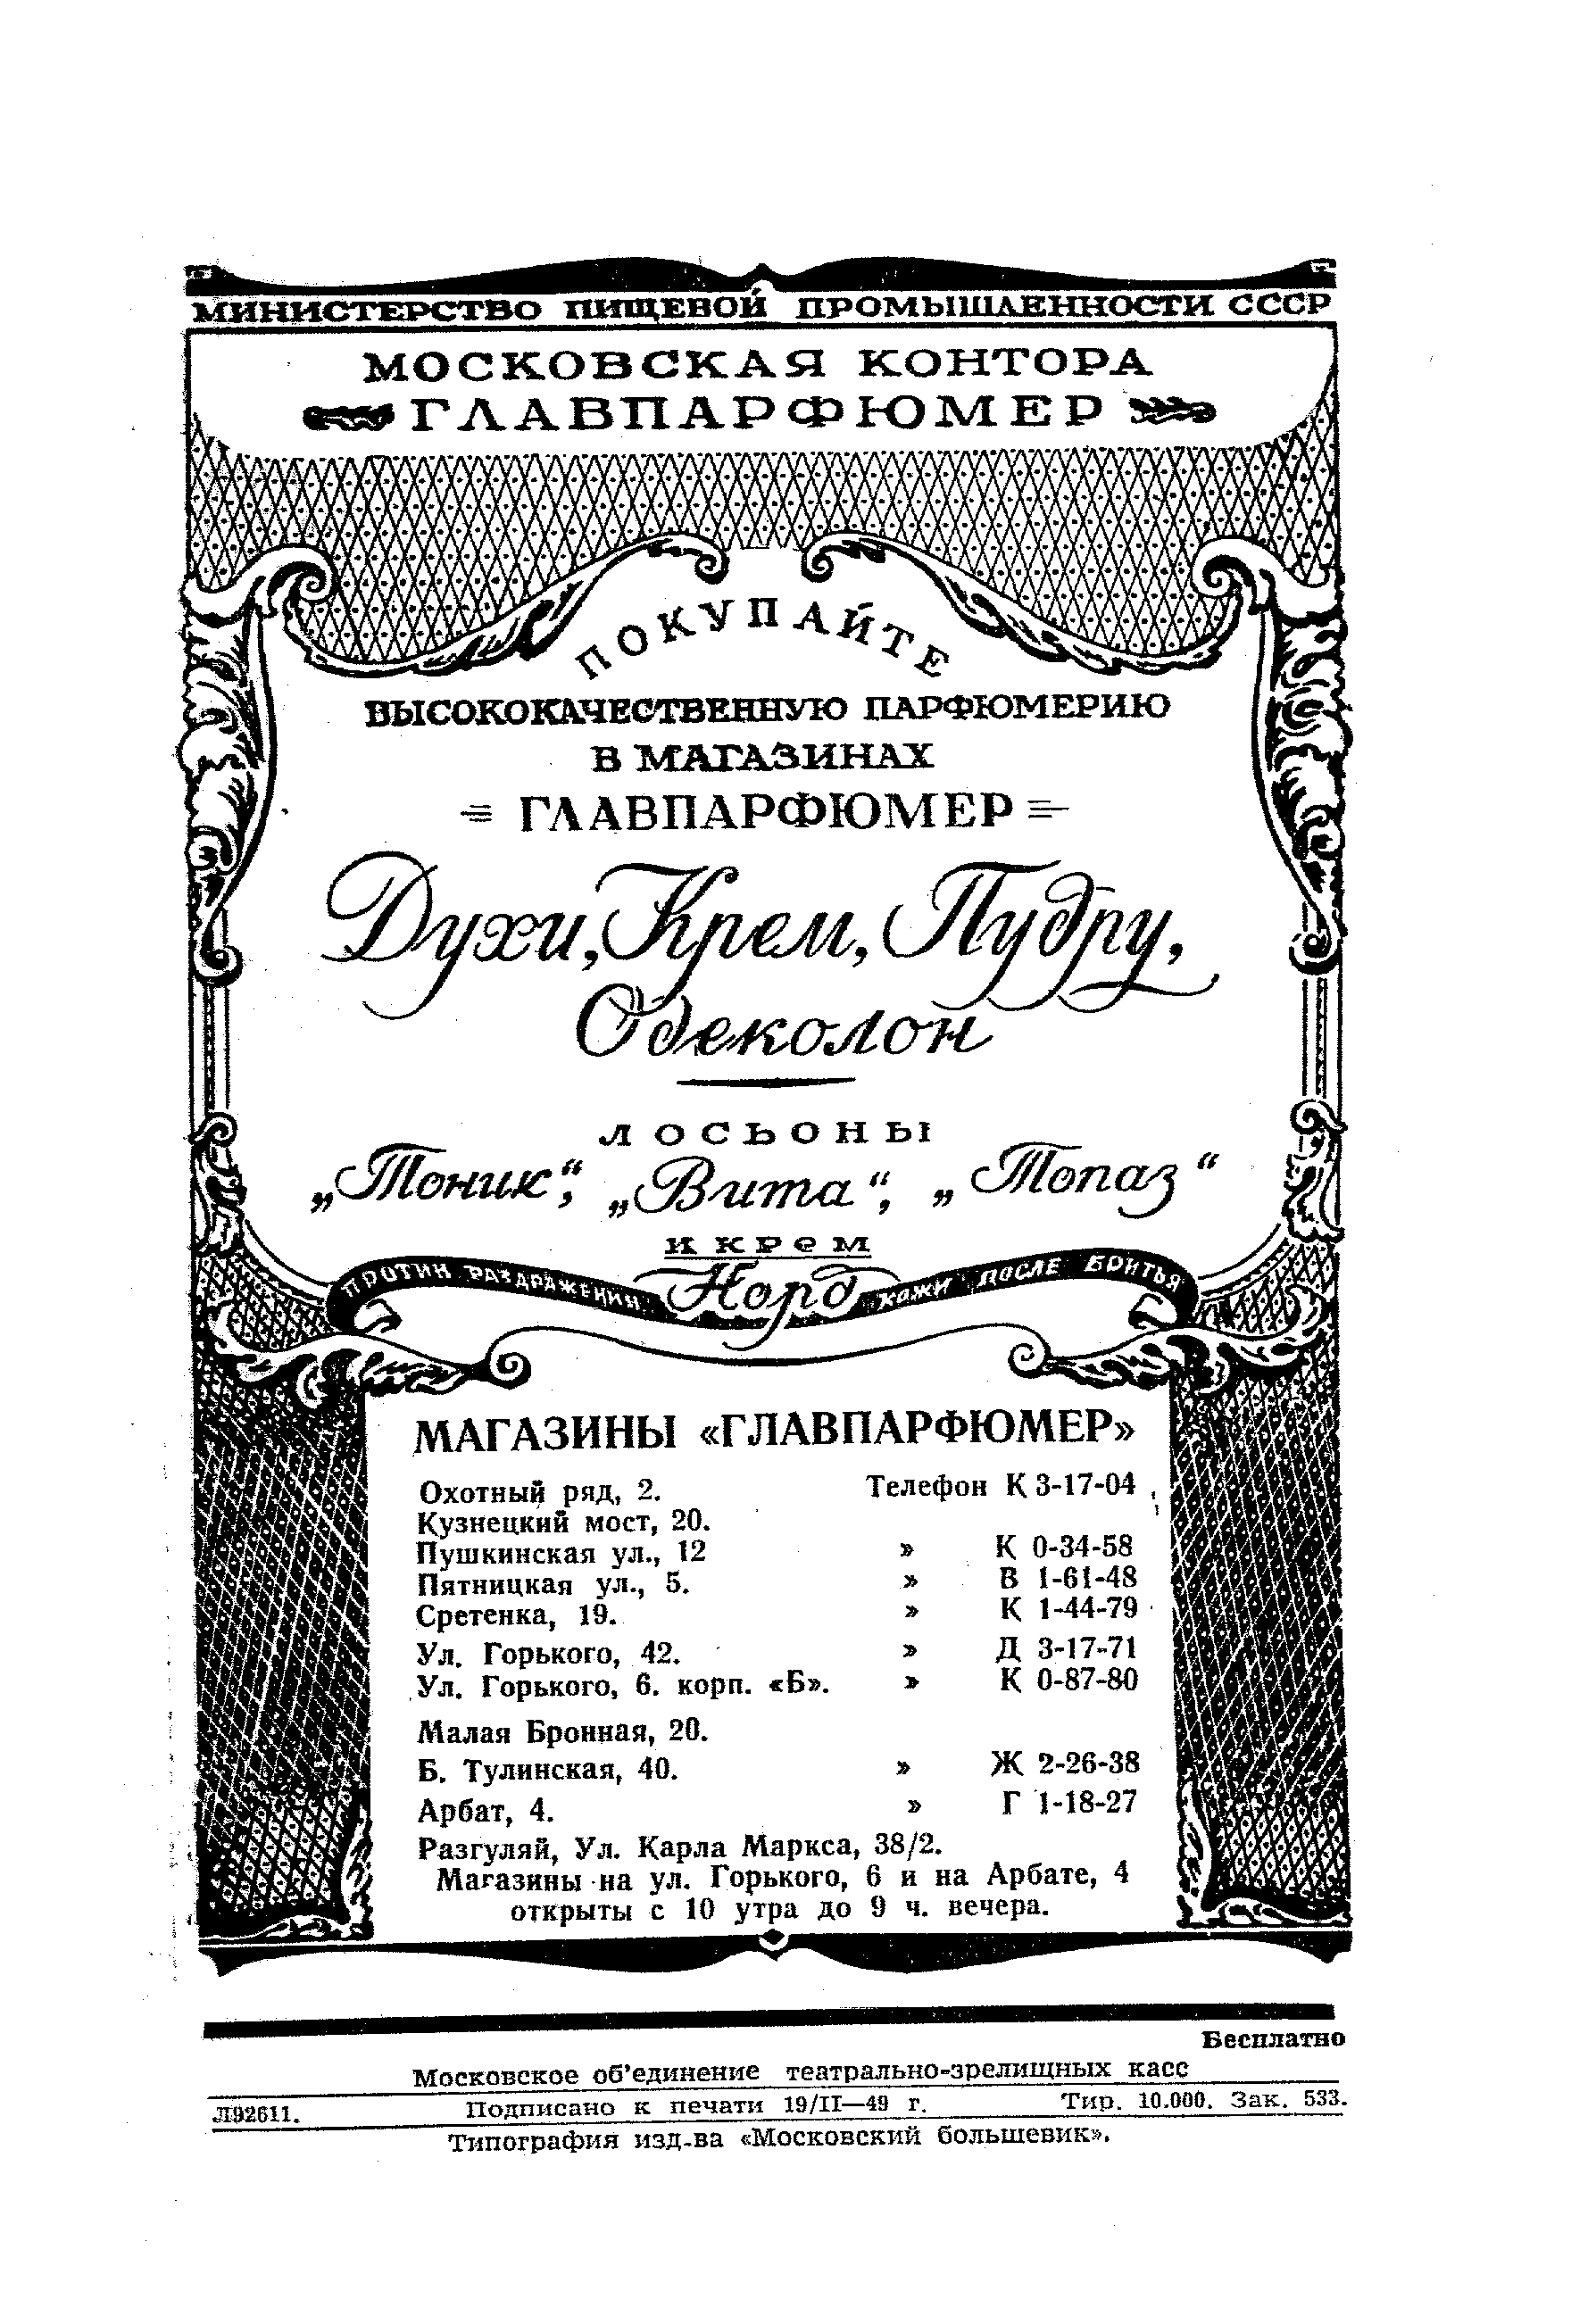 МИНИСТЕРСТВО ПИЩЕВОЙ ПРОМЫШЛЕННОСТИ СССР
МОСКОВСКАЯ КОНТОРА
ГЛАВПАРФЮМЕР
ПОКУПАЙТЕ
ВЫСОКОКАЧЕСТВЕННУЮ ПАРФЮМЕРИЮ
В МАГАЗИНАХ
ГЛАВПАРФЮМЕР
Духи, Крем, Пудру,
Одеколон
ЛОСЬОНЫ
„Тоник“, „Вита“, „Топаз“
и крем
ПРОТИН РАЗДРАЖЕНИЯ Норд КОЖИ ПОСЛЕ БРИТЬЯ
МАГАЗИНЫ «ГЛАВПАРФЮМЕР»
Охотный ряд, 2. Телефон К 3-17-04
Кузнецкий мост, 20.
Пушкинская ул., 12 » К 0-34-58
Пятницкая ул., 5. » В 1-61-48
Сретенка, 19. » К 1-44-79
Ул. Горького, 42. » Д 3-17-71
Ул. Горького, 6. корп. «Б». » К 0-87-80
Малая Бронная, 20.
Б. Тулинская, 40. » Ж 2-26-38
Арбат, 4. » Г 1-18-27
Разгуляй, Ул. Карла Маркса, 38/2.
Магазины на ул. Горького, 6 и на Арбате, 4
открыты с 10 утра до 9 ч. вечера.
Бесплатно
Московское об'единение театрально-зрелищных касс
Л92611. Подписано к печати 19/II—49 г. Тир. 10.000. Зак. 533.
Типография изд-ва «Московский большевик».